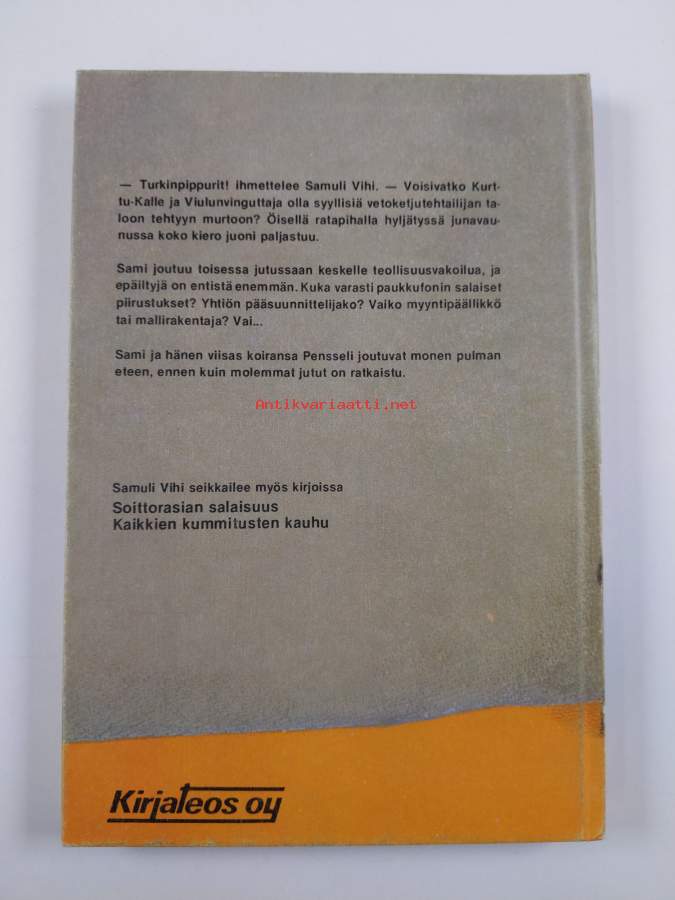 — Turkinpippurit! ihmettelee Samuli Vihi. — Voisivatko Kurt-
tu-Kalle ja Viulunvinguttaja olla syyllisiä vetoketjutehtailijan ta-
loon tehtyyn murtoon? Öisellä ratapihalla hyljätyssä junavau-
nussa koko kiero juoni paljastuu.
Sami joutuu toisessa jutussaan keskelle teollisuusvakoilua, ja
epäiltyjä on entistä enemmän. Kuka varasti paukkufonin salaiset
piirustukset? Yhtiön pääsuunnittelijako? Vaiko myyntipäällikkö
tai mallirakentaja? Vai...
Sami ja hänen viisas koiransa Pensseli joutuvat monen pulman
eteen, ennen kuin molemmat jutut on ratkaistu.
Antikvariaatti.net
Samuli Vihi seikkailee myös kirjoissa
Soittorasian salaisuus
Kaikkien kummitusten kauhu
Kirjateos oy